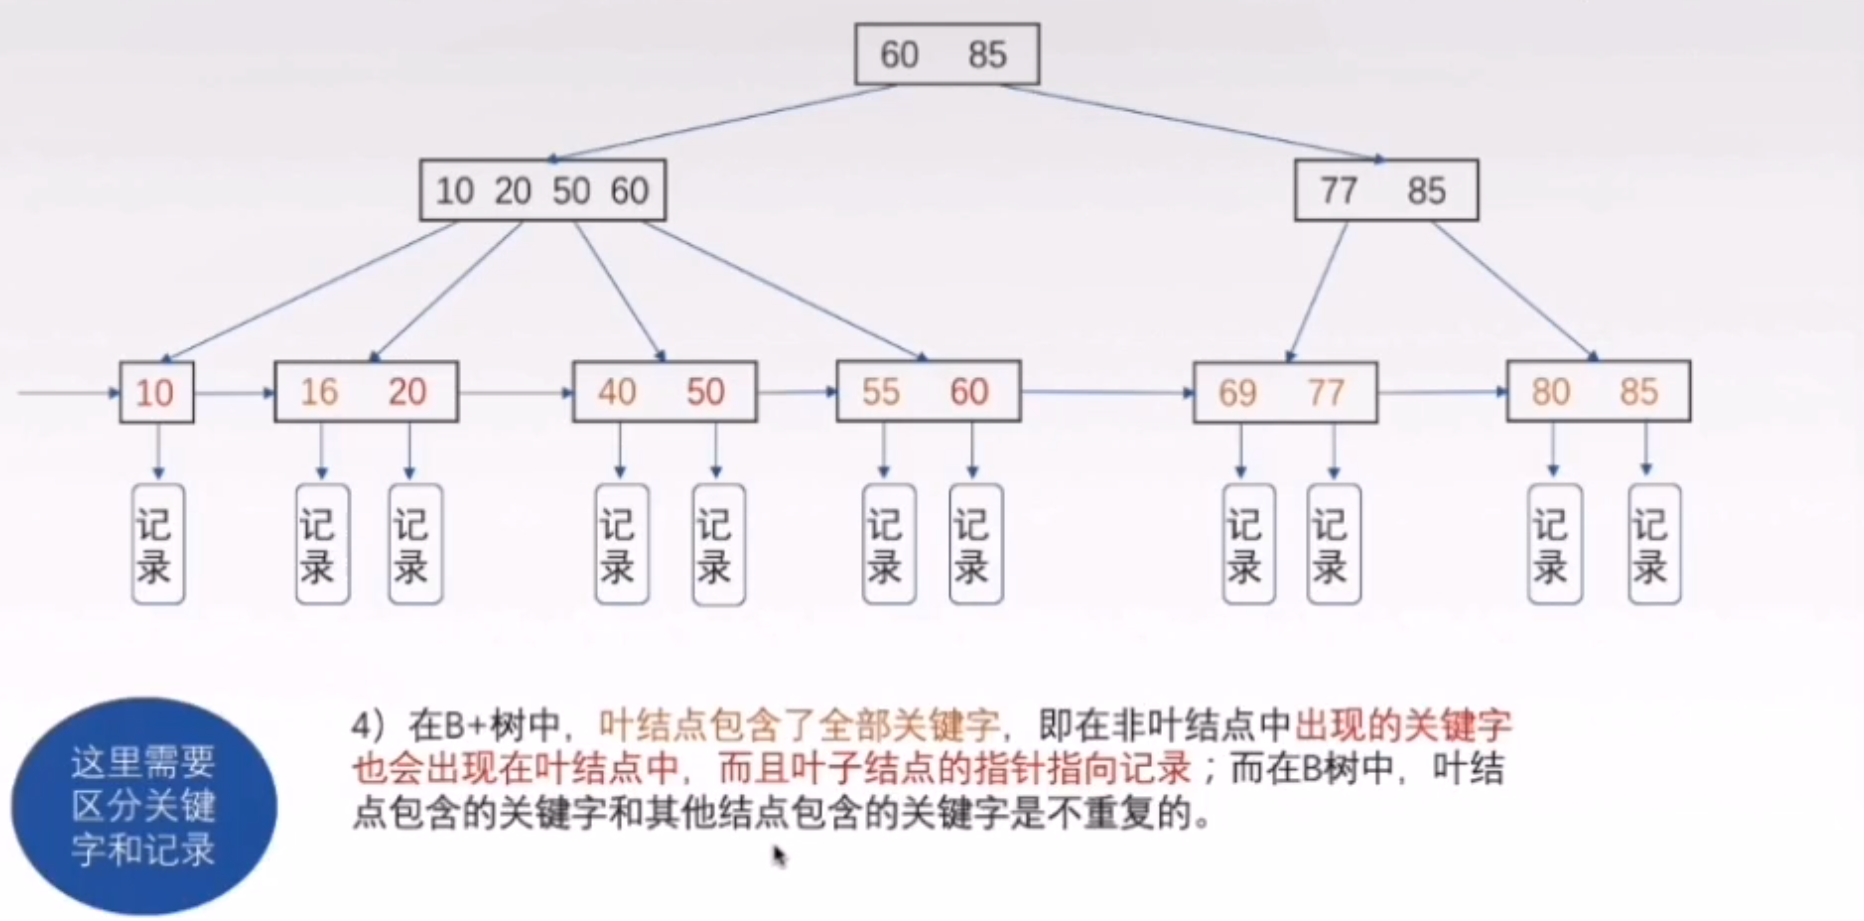 60 85
10 20 50 60
77 85
10
16 20
40 50
55 60
69 77
80 85
记录
记录
记录
记录
记录
记录
记录
记录
记录
记录
记录
这里需要
区分关键
字和记录
4）在B+树中，叶结点包含了全部关键字，即在非叶结点中出现的关键字
也会出现在叶结点中，而且叶子结点的指针指向记录；而在B树中，叶结
点包含的关键字和其他结点包含的关键字是不重复的。